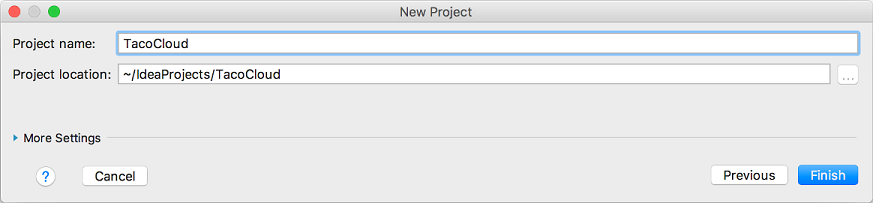 New Project
Project name: TacoCloud
Project location: ~/IdeaProjects/TacoCloud ...
More Settings
? Cancel Previous Finish